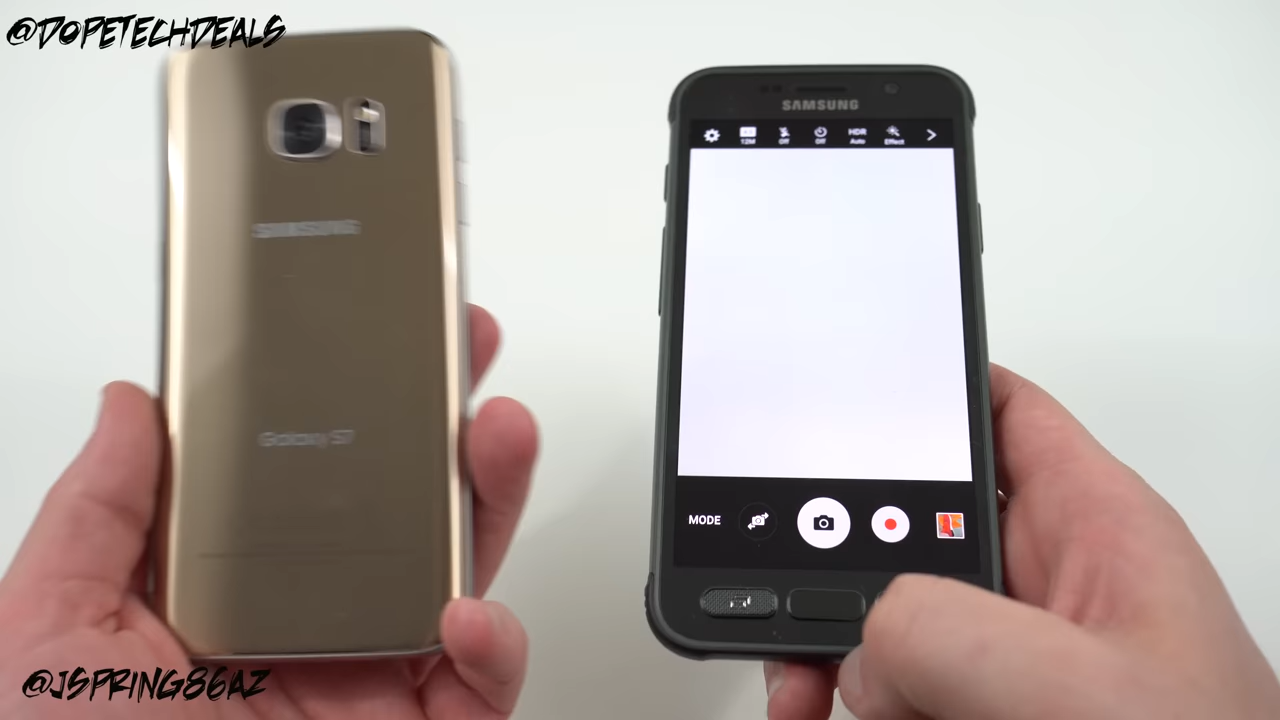 @DOPETECHDEALS
SAMSUNG
12M Off Off HDR Auto Effect
SAMSUNG
Galaxy S7
MODE
@JSPRING86AZ